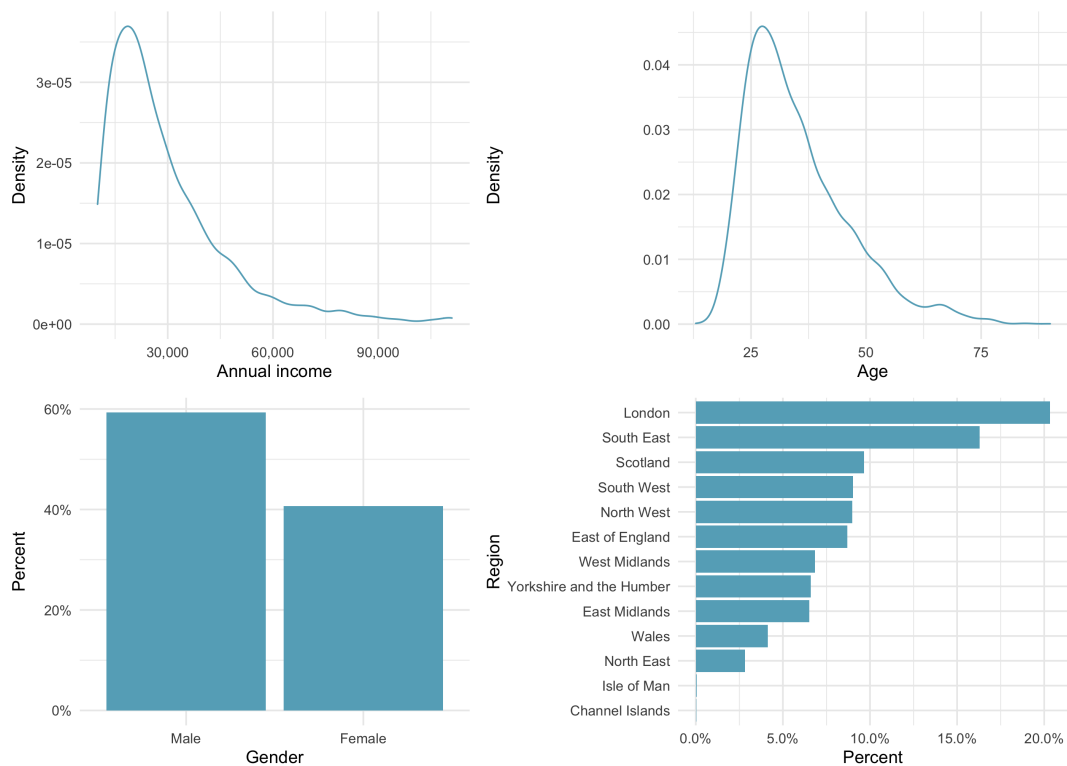 Density
3e-05
2e-05
1e-05
0e+00
30,000 60,000 90,000
Annual income
Density
0.04
0.03
0.02
0.01
0.00
25 50 75
Age
Percent
60%
40%
20%
0%
Male Female
Gender
Region
London
South East
Scotland
South West
North West
East of England
West Midlands
Yorkshire and the Humber
East Midlands
Wales
North East
Isle of Man
Channel Islands
0.0% 5.0% 10.0% 15.0% 20.0%
Percent